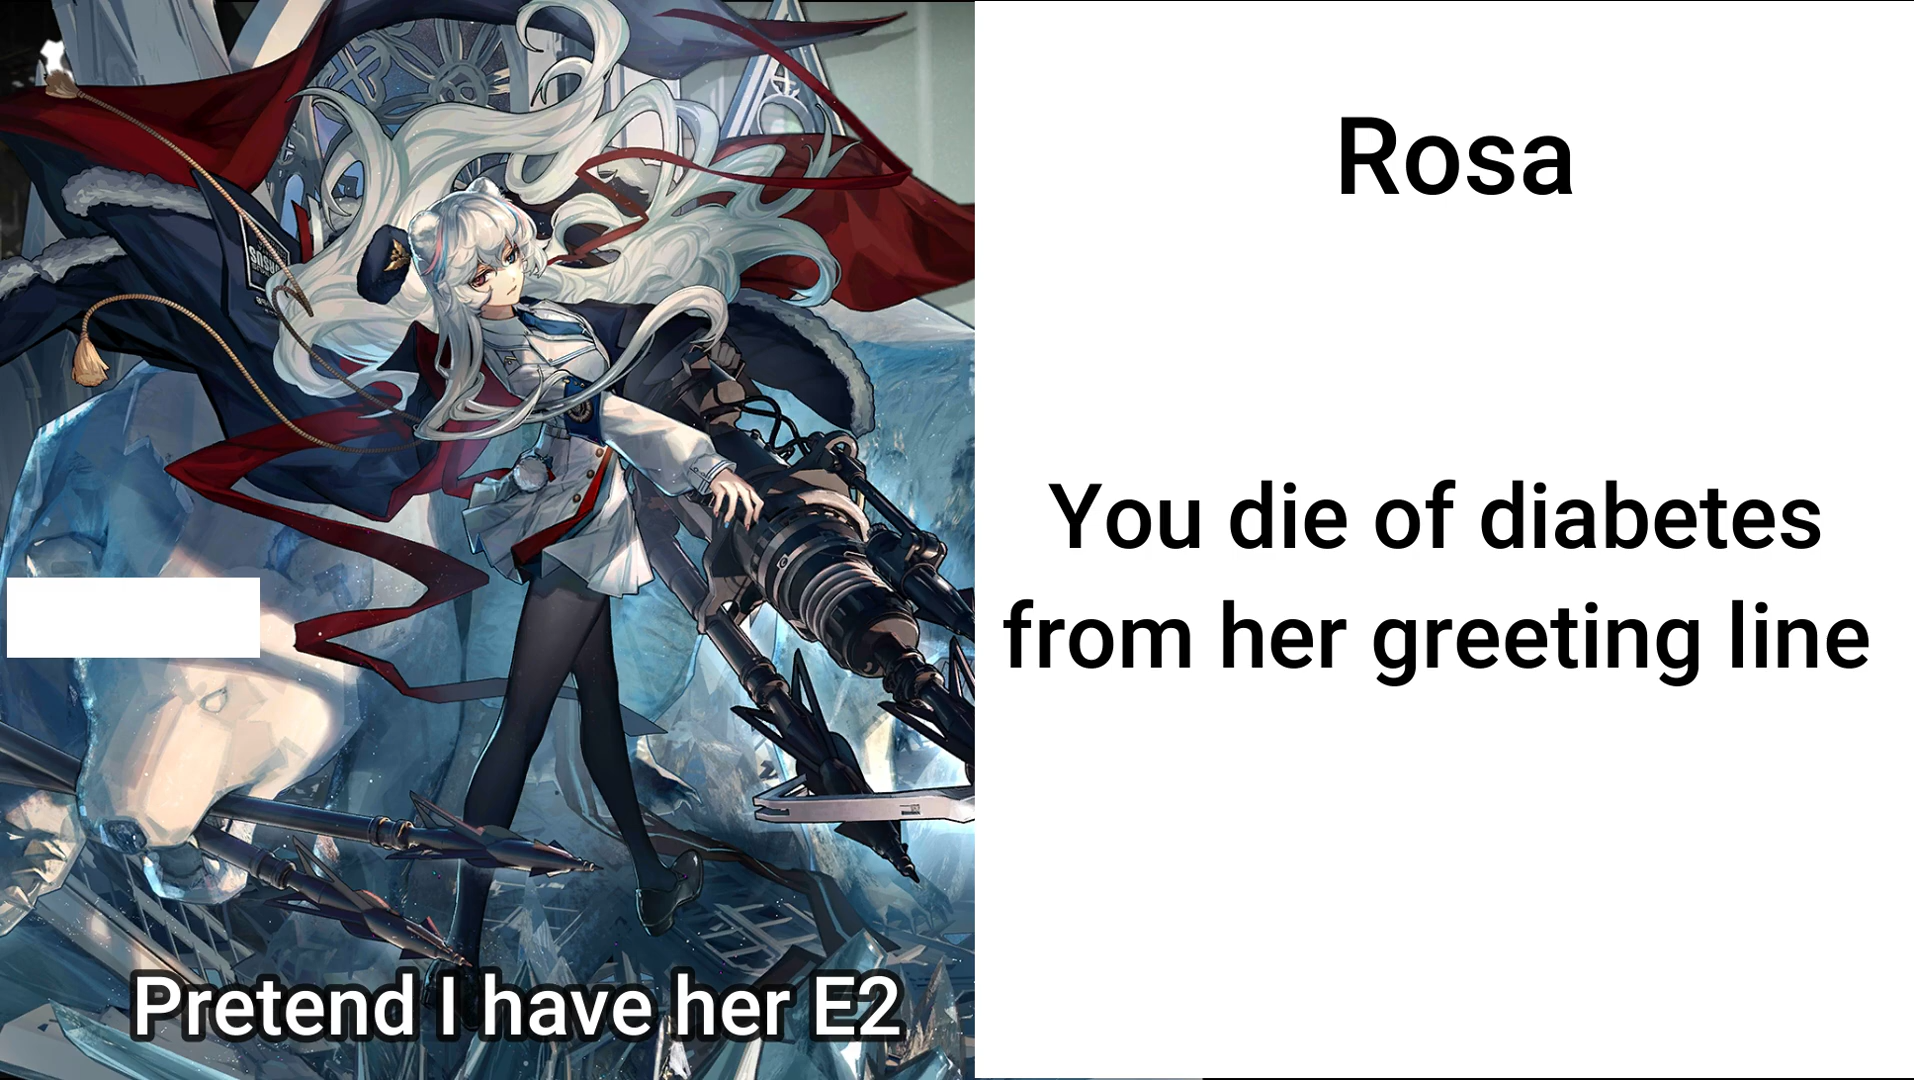 Rosa
You die of diabetes
from her greeting line
Pretend I have her E2